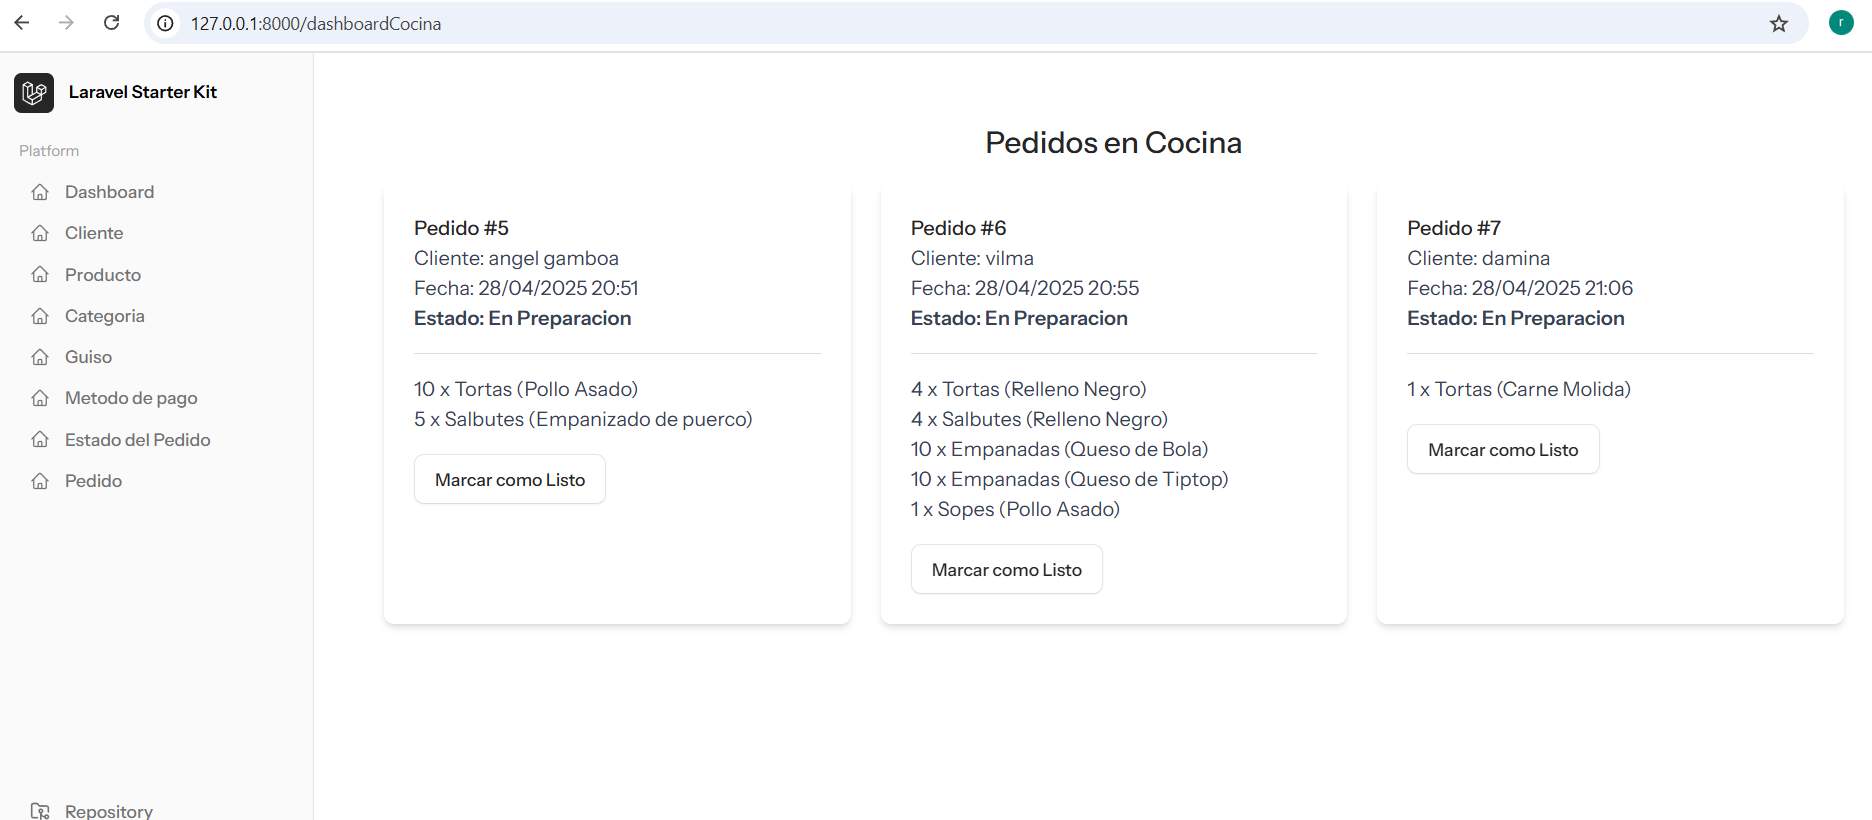 127.0.0.1:8000/dashboardCocina
r
Laravel Starter Kit
Platform
Dashboard
Cliente
Producto
Categoria
Guiso
Metodo de pago
Estado del Pedido
Pedido
Repository
Pedidos en Cocina
Pedido #5
Cliente: angel gamboa
Fecha: 28/04/2025 20:51
Estado: En Preparacion
10 x Tortas (Pollo Asado)
5 x Salbutes (Empanizado de puerco)
Marcar como Listo
Pedido #6
Cliente: vilma
Fecha: 28/04/2025 20:55
Estado: En Preparacion
4 x Tortas (Relleno Negro)
4 x Salbutes (Relleno Negro)
10 x Empanadas (Queso de Bola)
10 x Empanadas (Queso de Tiptop)
1 x Sopes (Pollo Asado)
Marcar como Listo
Pedido #7
Cliente: damina
Fecha: 28/04/2025 21:06
Estado: En Preparacion
1 x Tortas (Carne Molida)
Marcar como Listo